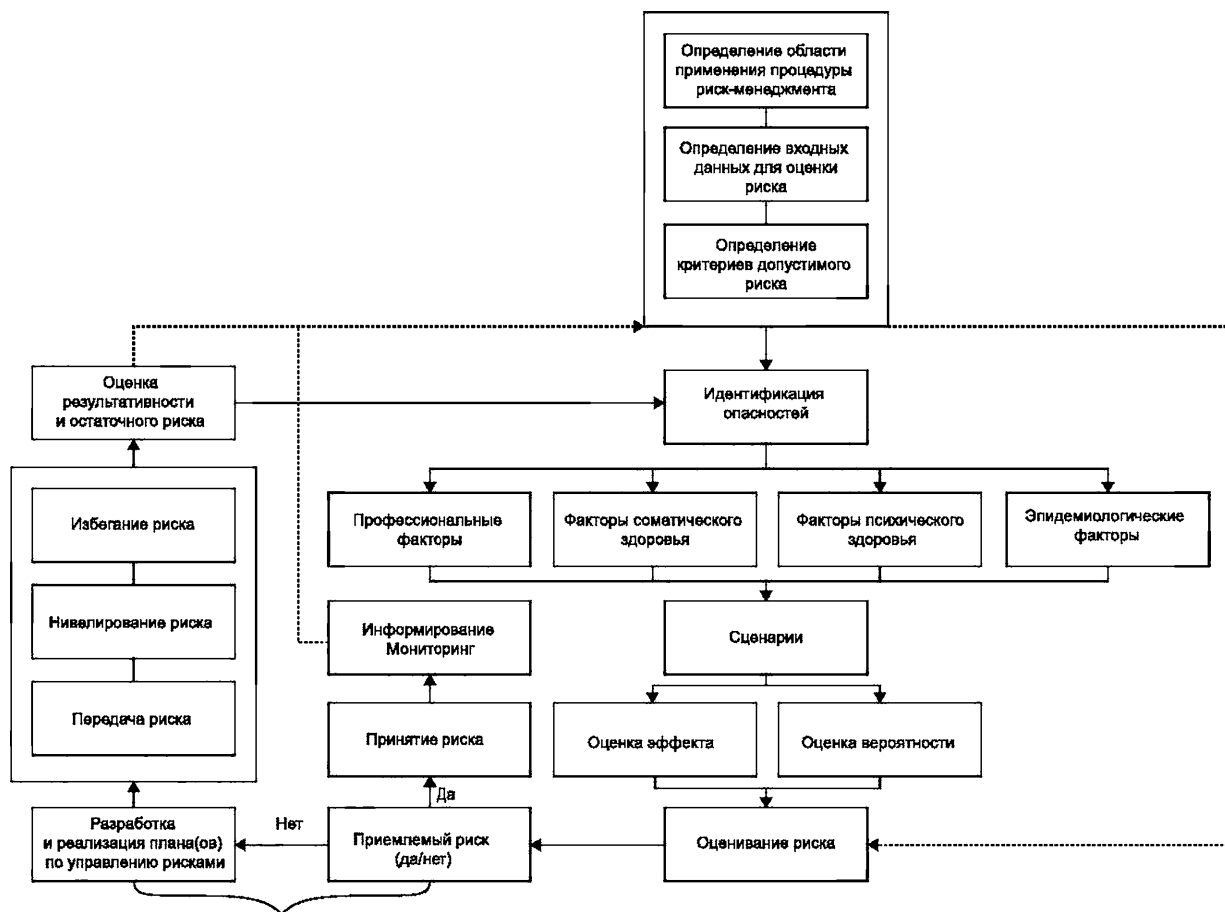 Определение области
применения процедуры
риск-менеджмента
Определение входных
данных для оценки
риска
Определение
критериев допустимого
риска
Оценка
результативности
и остаточного риска
Идентификация
опасностей
Избегание риска
Нивелирование риска
Передача риска
Профессиональные
факторы
Факторы соматического
здоровья
Факторы психического
здоровья
Эпидемиологические
факторы
Информирование
Мониторинг
Сценарии
Принятие риска
Оценка эффекта
Оценка вероятности
Да
Разработка
и реализация плана(ов)
по управлению рисками
Нет
Приемлемый риск
(да/нет)
Оценивание риска